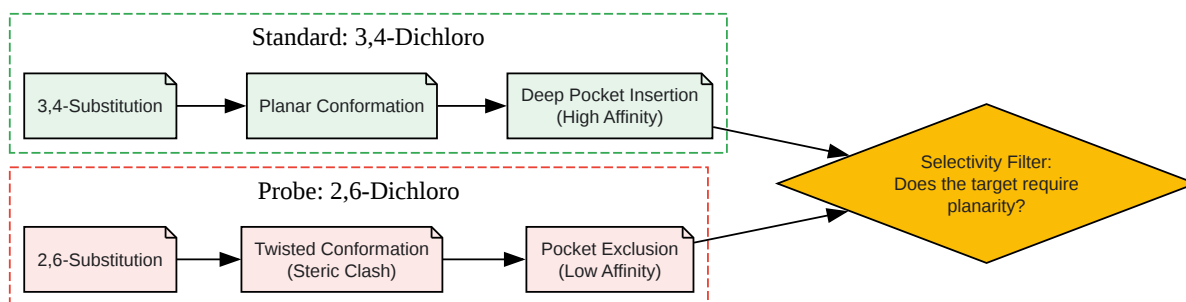 Standard: 3,4-Dichloro
3,4-Substitution
Planar Conformation
Deep Pocket Insertion
(High Affinity)
Selectivity Filter:
Does the target require
planarity?
Probe: 2,6-Dichloro
2,6-Substitution
Twisted Conformation
(Steric Clash)
Pocket Exclusion
(Low Affinity)